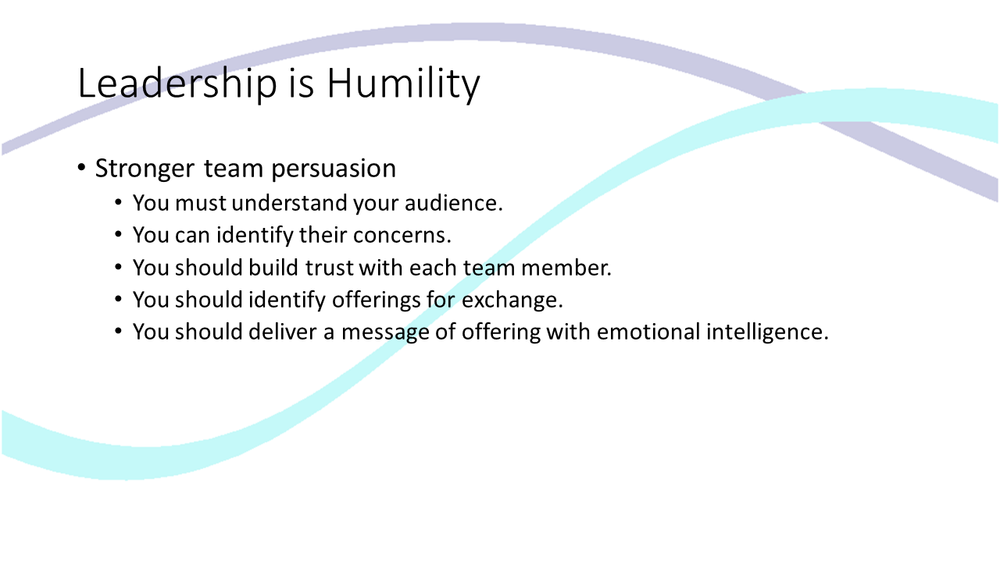 Leadership is Humility
• Stronger team persuasion
• You must understand your audience.
• You can identify their concerns.
• You should build trust with each team member.
• You should identify offerings for exchange.
• You should deliver a message of offering with emotional intelligence.